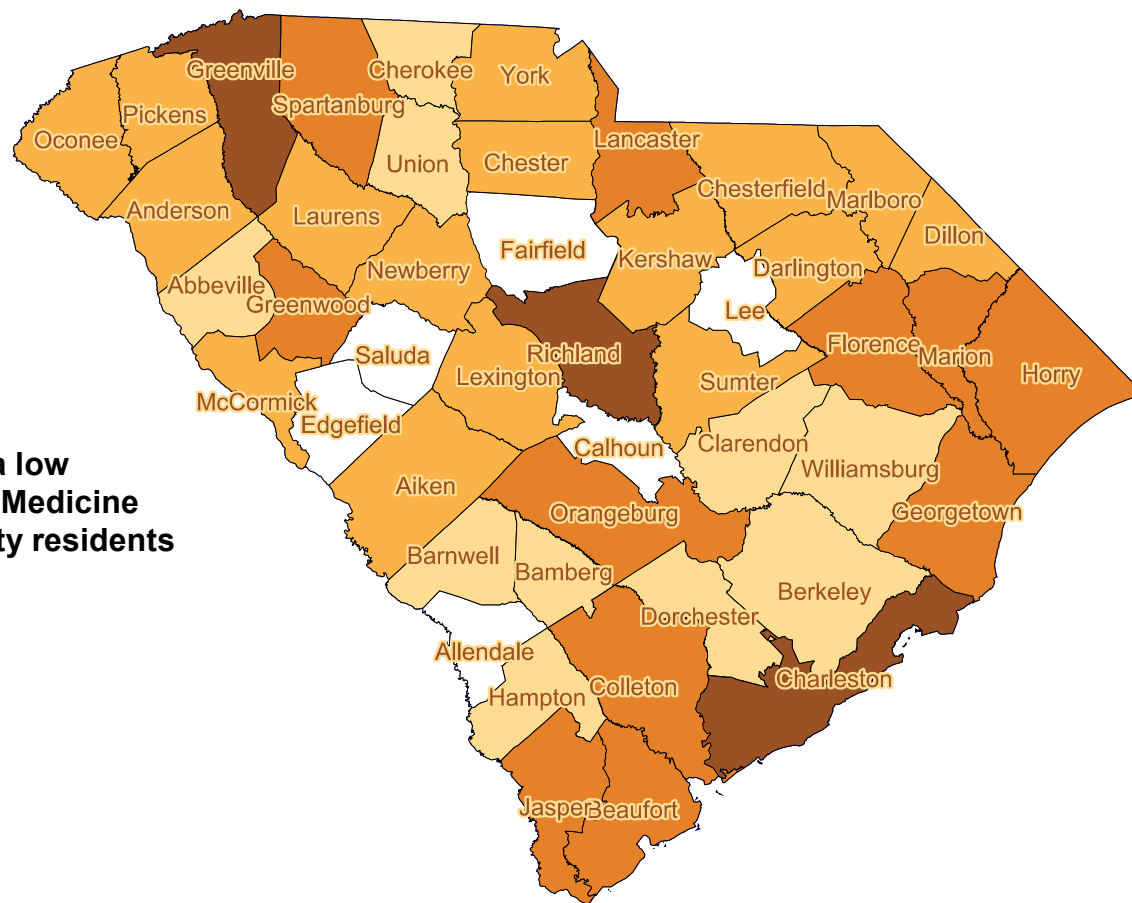 Greenville
Cherokee
York
Pickens
Spartanburg
Oconee
Lancaster
Union
Chester
Chesterfield
Marlboro
Anderson
Laurens
Dillon
Fairfield
Kershaw
Newberry
Darlington
Abbeville
Greenwood
Lee
Saluda
Richland
Florence
Marion
Horry
Lexington
Sumter
McCormick
Edgefield
Calhoun
Clarendon
Williamsburg
a low
Medicine
ty residents
Aiken
Orangeburg
Georgetown
Barnwell
Bamberg
Berkeley
Dorchester
Allendale
Charleston
Hampton
Colleton
Jasper
Beaufort